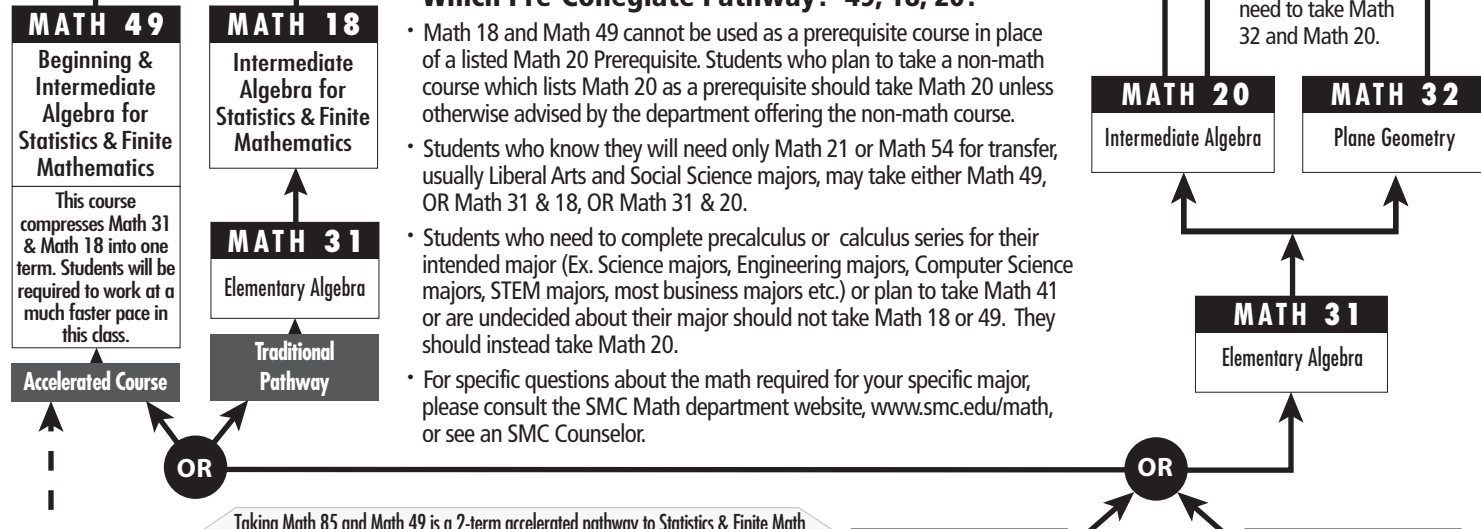 MATH 49
Beginning &
Intermediate
Algebra for
Statistics & Finite
Mathematics
This course
compresses Math 31
& Math 18 into one
term. Students will be
required to work at a
much faster pace in
this class.
Accelerated Course
MATH 18
Intermediate
Algebra for
Statistics & Finite
Mathematics
MATH 31
Elementary Algebra
Traditional
Pathway
OR
Which Pre-Collegiate Pathway? 49, 18, 20?
· Math 18 and Math 49 cannot be used as a prerequisite course in place
of a listed Math 20 Prerequisite. Students who plan to take a non-math
course which lists Math 20 as a prerequisite should take Math 20 unless
otherwise advised by the department offering the non-math course.
· Students who know they will need only Math 21 or Math 54 for transfer,
usually Liberal Arts and Social Science majors, may take either Math 49,
OR Math 31 & 18, OR Math 31 & 20.
· Students who need to complete precalculus or calculus series for their
intended major (Ex. Science majors, Engineering majors, Computer Science
majors, STEM majors, most business majors etc.) or plan to take Math 41
or are undecided about their major should not take Math 18 or 49. They
should instead take Math 20.
· For specific questions about the math required for your specific major,
please consult the SMC Math department website, www.smc.edu/math,
or see an SMC Counselor.
need to take Math
32 and Math 20.
MATH 20
Intermediate Algebra
MATH 32
Plane Geometry
MATH 31
Elementary Algebra
OR
Taking Math 85 and Math 49 is a 2-term accelerated pathway to Statistics & Finite Math